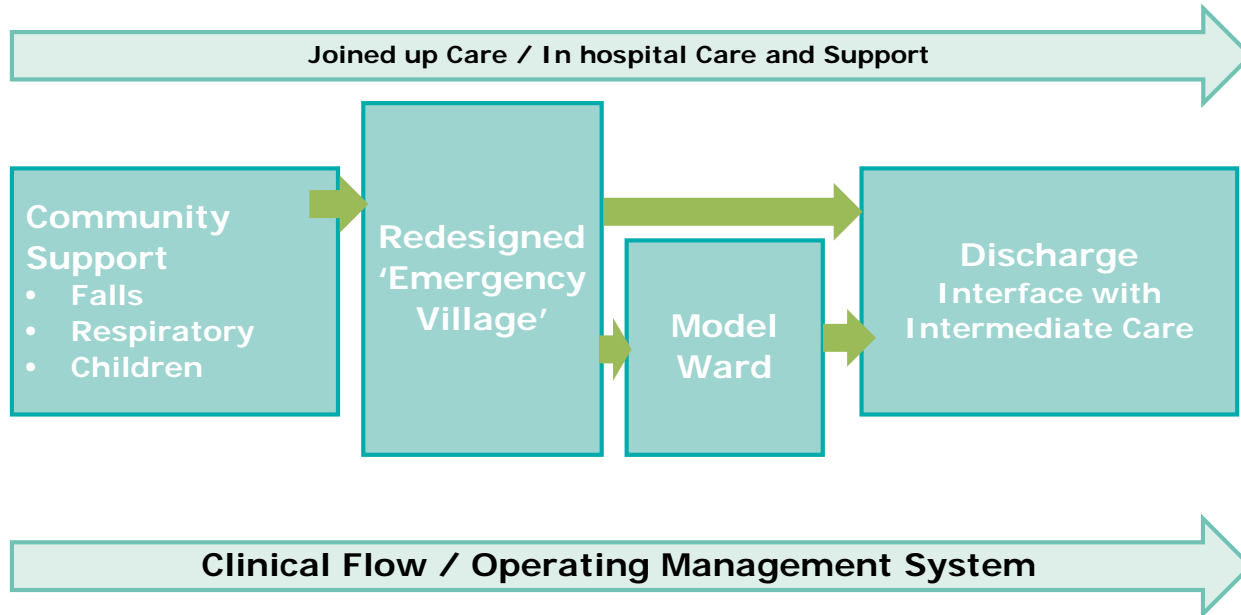 Joined up Care / In hospital Care and Support
Community
Support
• Falls
• Respiratory
• Children
Redesigned
‘Emergency
Village’
Model
Ward
Discharge
Interface with
Intermediate Care
Clinical Flow / Operating Management System